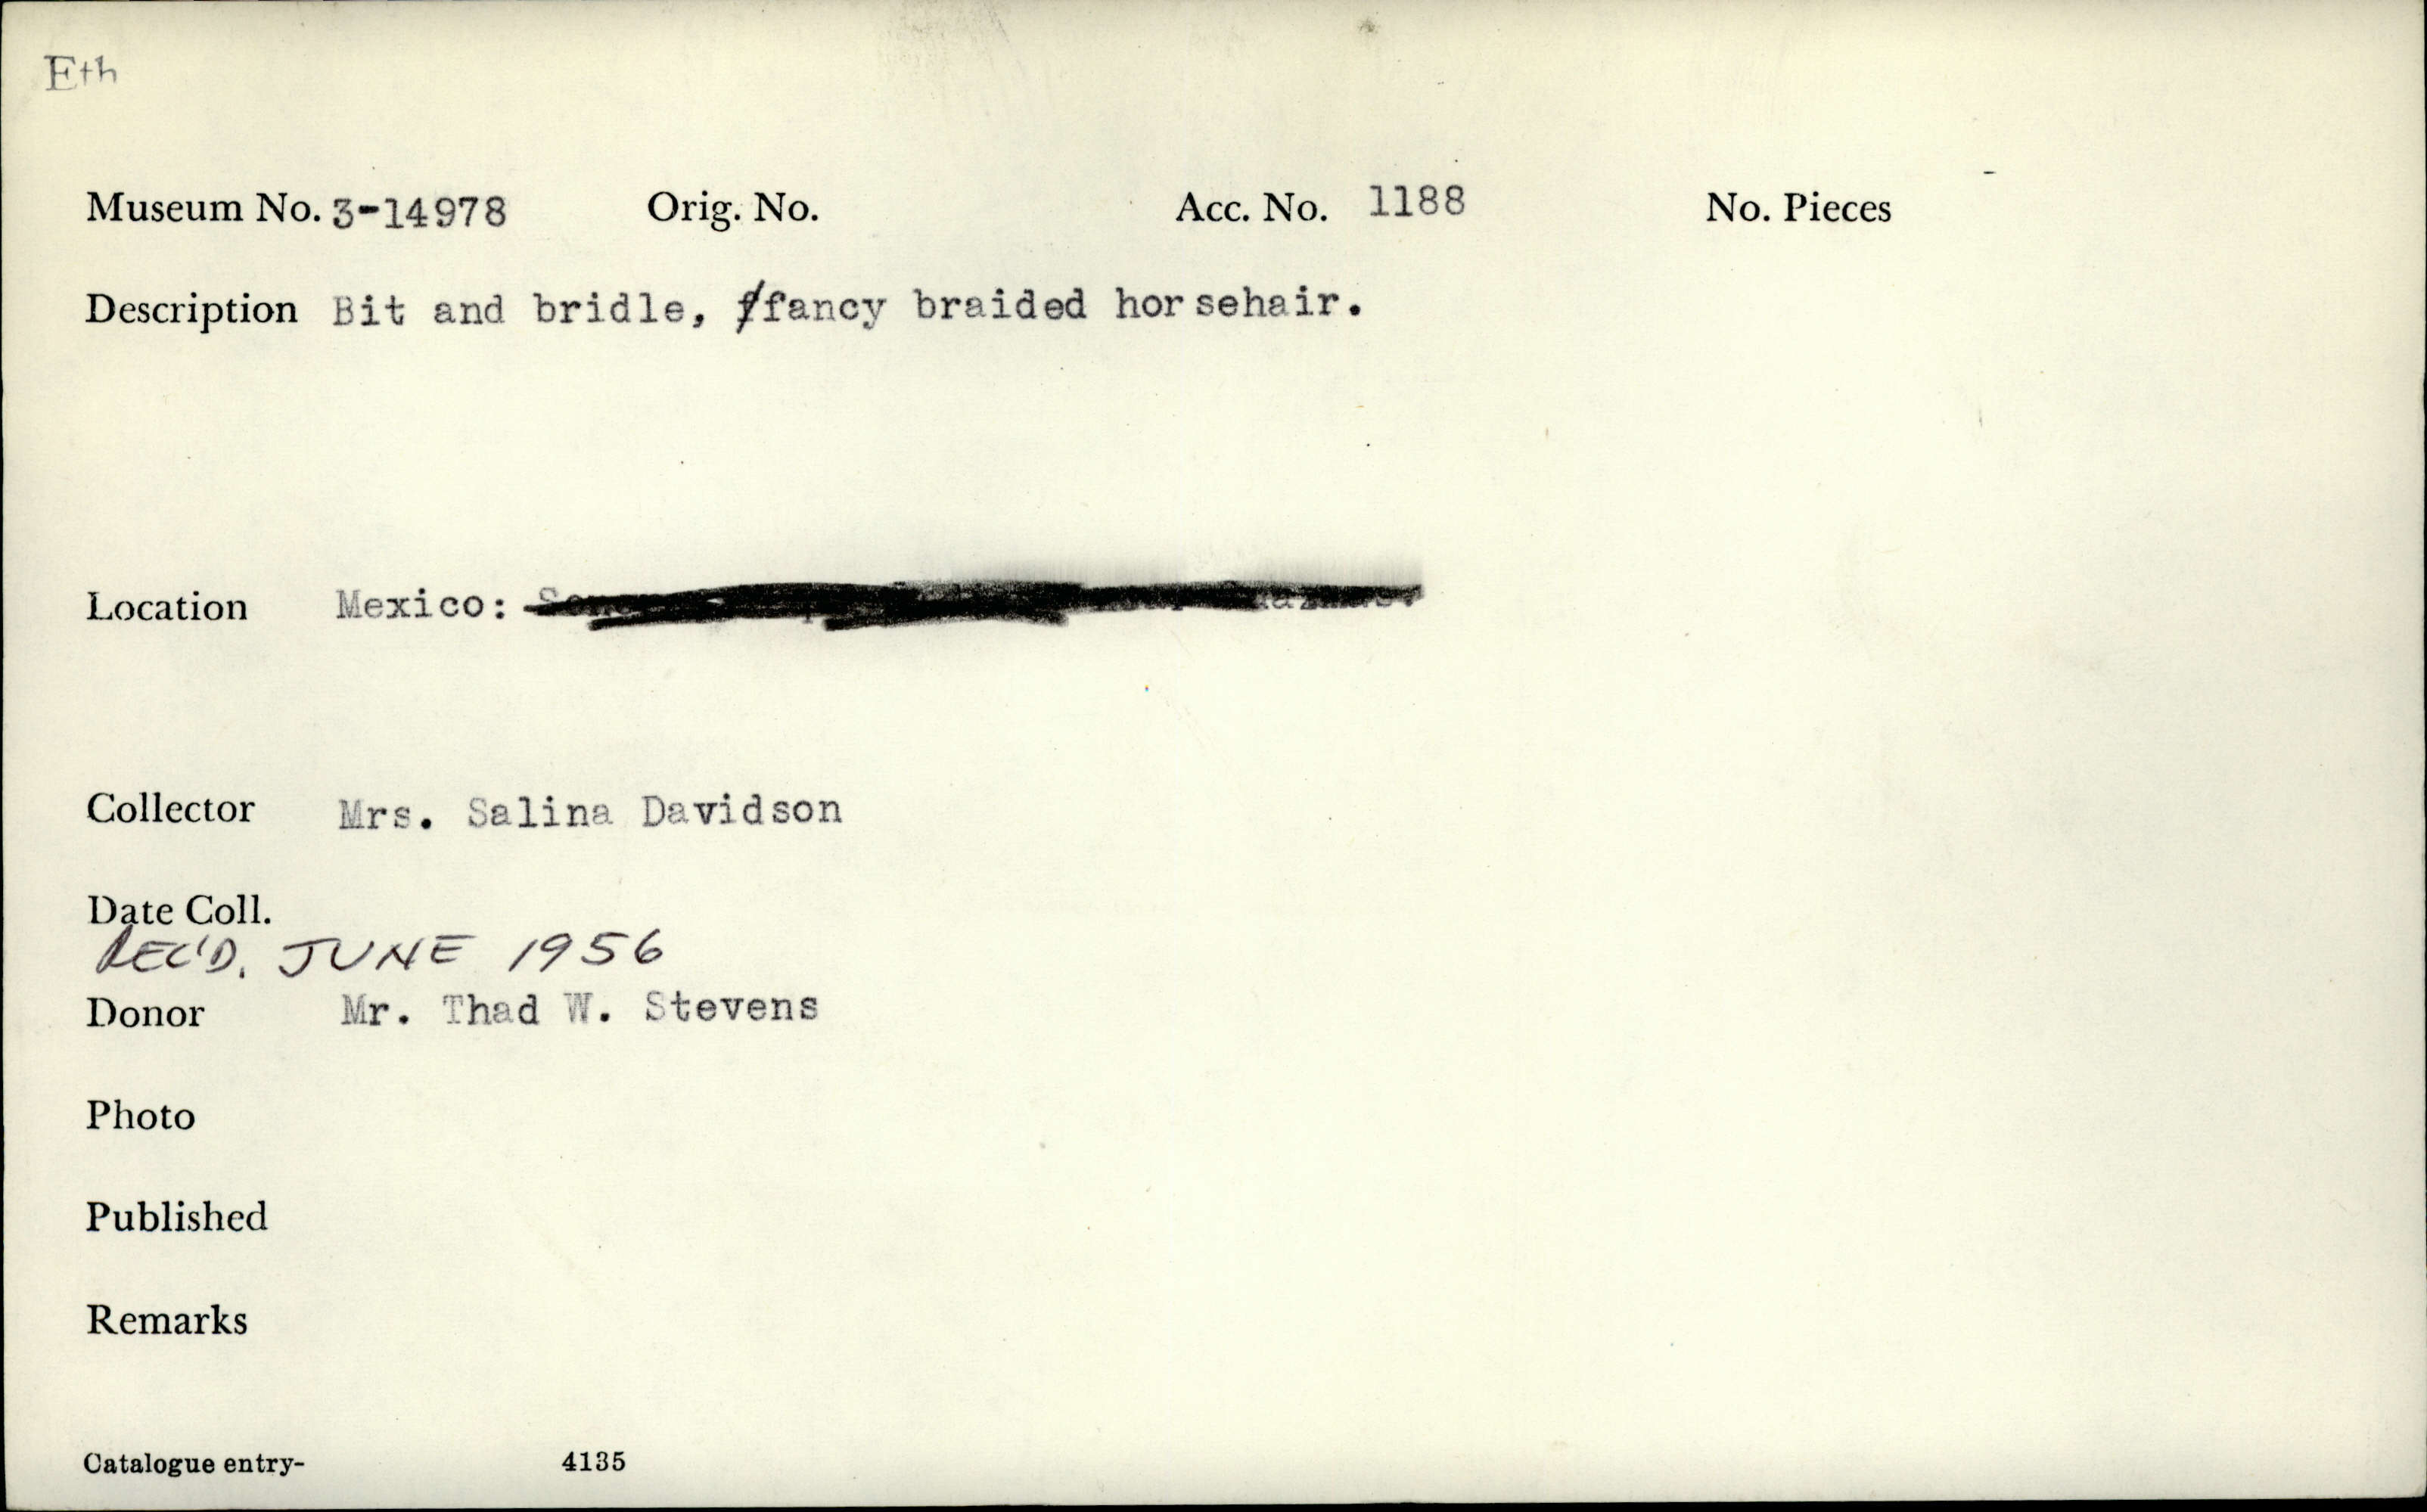 Eth
Museum No. 3-14978 Orig. No. Acc. No. 1188 No. Pieces
Description Bit and bridle, fancy braided horsehair.
Location Mexico:
Collector Mrs. Salina Davidson
Date Coll.
REC'D. JUNE 1956
Donor Mr. Thad W. Stevens
Photo
Published
Remarks
Catalogue entry- 4135